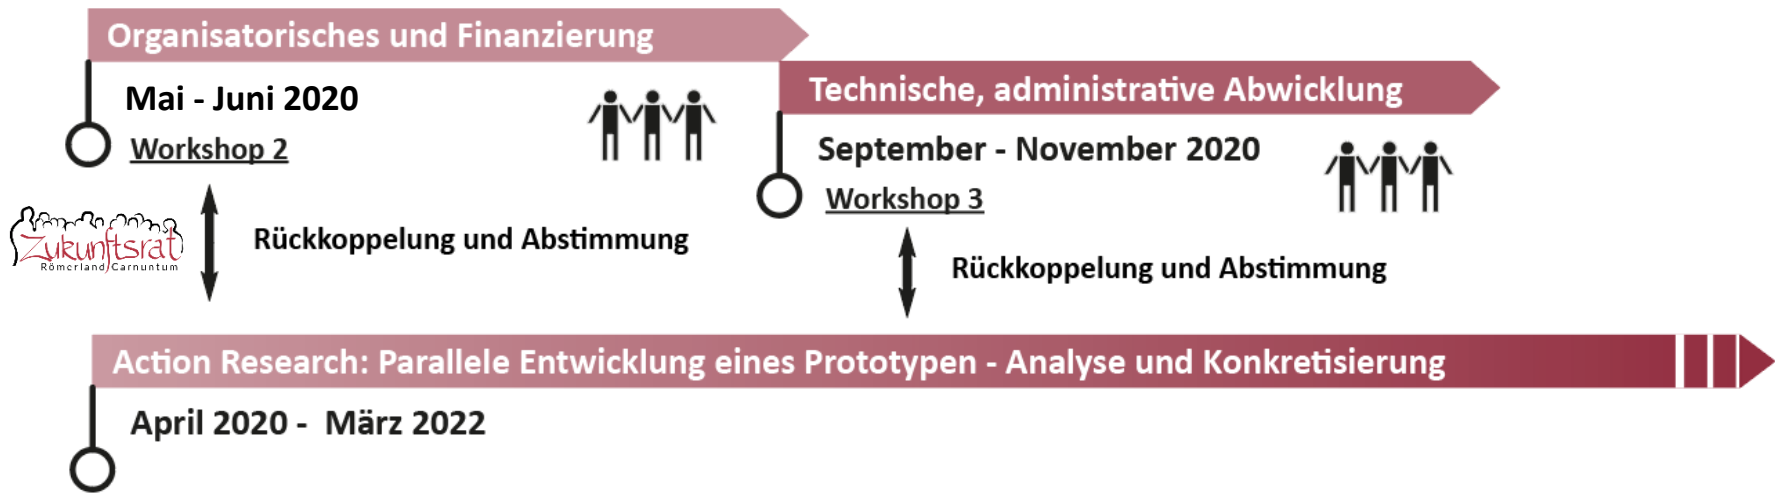 Organisatorisches und Finanzierung
Mai - Juni 2020
Workshop 2
Technische, administrative Abwicklung
September - November 2020
Workshop 3
Zukunftsrat
Römerland Carnuntum
Rückkoppelung und Abstimmung
Rückkoppelung und Abstimmung
Action Research: Parallele Entwicklung eines Prototypen - Analyse und Konkretisierung
April 2020 - März 2022